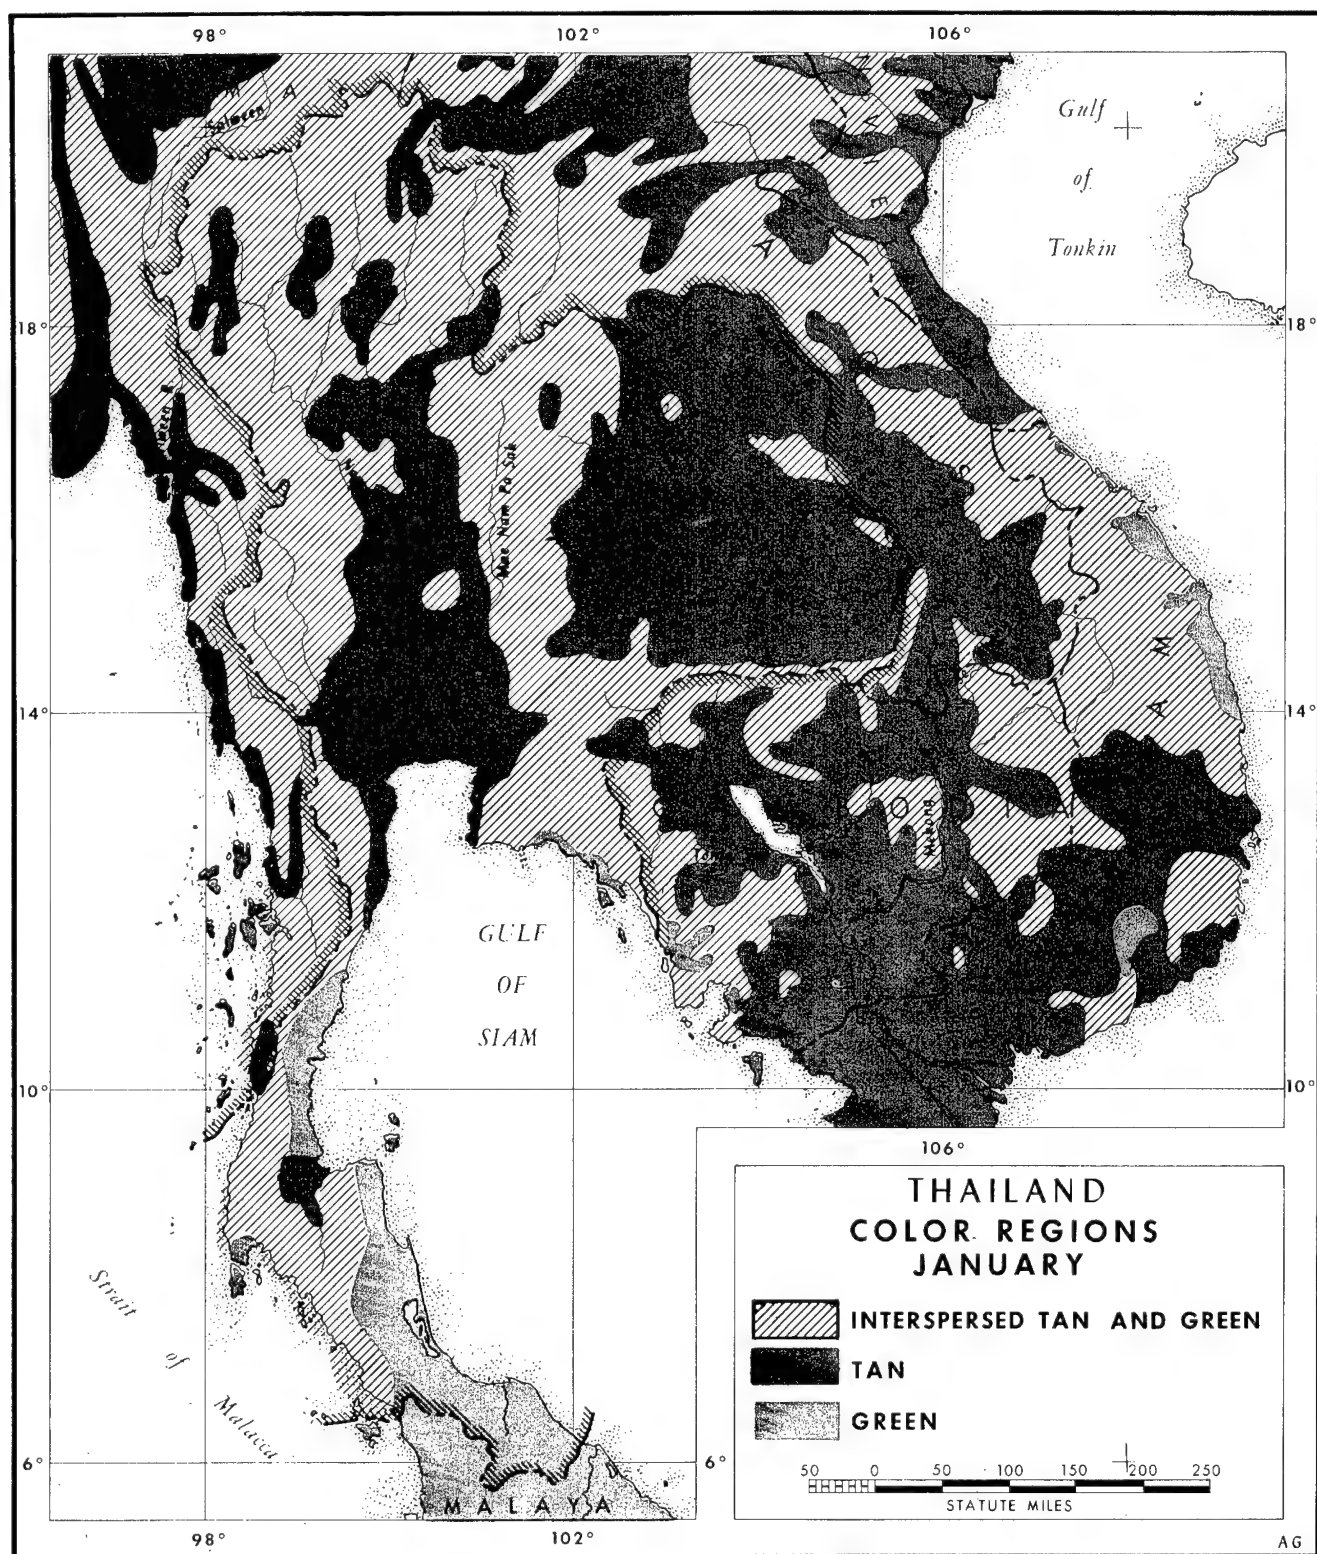 98°
102°
106°
M
A
Salween
Gulf
of
Tonkin
V
N
E
A
18°
18°
Mae Nam Pa Sak
A
M
14°
14°
O
Mekong
GULF
OF
SIAM
10°
10°
106°
Strait
of
Malacca
6°
6°
MALAYA
98°
102°
THAILAND
COLOR REGIONS
JANUARY
INTERSPERSED TAN AND GREEN
TAN
GREEN
50 0 50 100 150 200 250
STATUTE MILES
AG